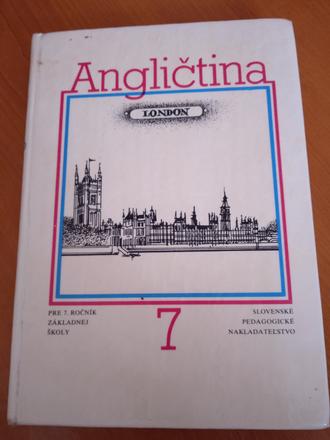 Angličtina
LONDON
PRE 7. ROČNÍK
ZÁKLADNEJ
ŠKOLY
7
SLOVENSKÉ
PEDAGOGICKÉ
NAKLADATEĽSTVO